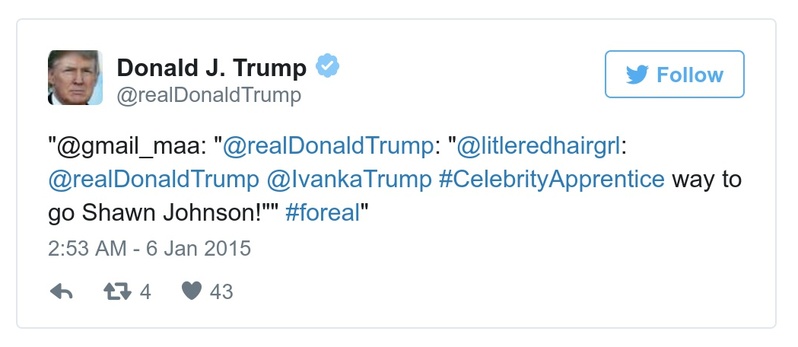 Donald J. Trump
@realDonaldTrump
Follow
"@gmail_maa: "@realDonaldTrump: "@litleredhairgrl:
@realDonaldTrump @IvankaTrump #CelebrityApprentice way to
go Shawn Johnson!"" #foreal"
2:53 AM - 6 Jan 2015
4
43